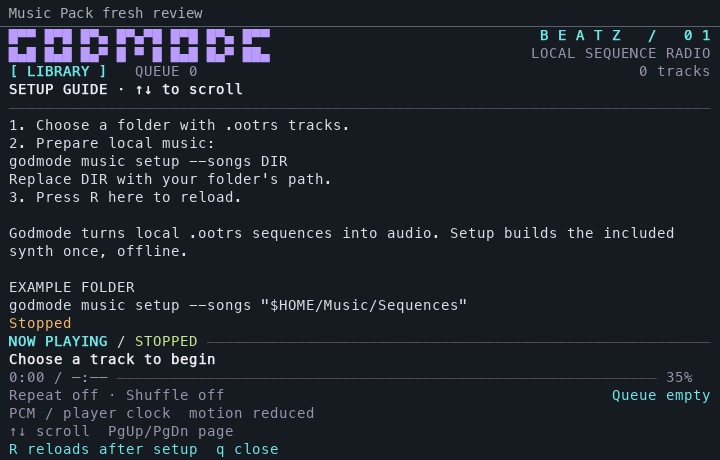 Music Pack fresh review
GODMODE
B E A T Z / 0 1
LOCAL SEQUENCE RADIO
[ LIBRARY ] QUEUE 0
0 tracks
SETUP GUIDE · ↑↓ to scroll
1. Choose a folder with .ootrs tracks.
2. Prepare local music:
godmode music setup --songs DIR
Replace DIR with your folder's path.
3. Press R here to reload.
Godmode turns local .ootrs sequences into audio. Setup builds the included
synth once, offline.
EXAMPLE FOLDER
godmode music setup --songs "$HOME/Music/Sequences"
Stopped
NOW PLAYING / STOPPED
Choose a track to begin
0:00 / —:—— 35%
Repeat off · Shuffle off
Queue empty
PCM / player clock motion reduced
↑↓ scroll PgUp/PgDn page
R reloads after setup q close